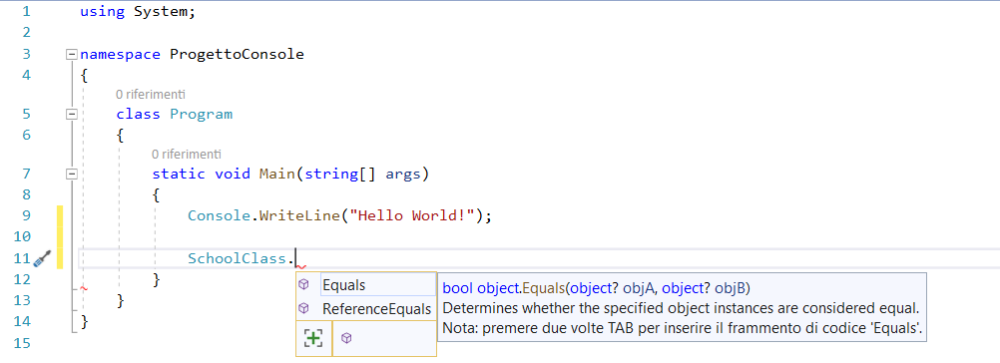 1 using System;
2
3 namespace ProgettoConsole
4 {
0 riferimenti
5 class Program
6 {
0 riferimenti
7 static void Main(string[] args)
8 {
9 Console.WriteLine("Hello World!");
10
11 SchoolClass.
12 }
13 }
14 }
15
Equals
ReferenceEquals
bool object.Equals(object? objA, object? objB)
Determines whether the specified object instances are considered equal.
Nota: premere due volte TAB per inserire il frammento di codice 'Equals'.